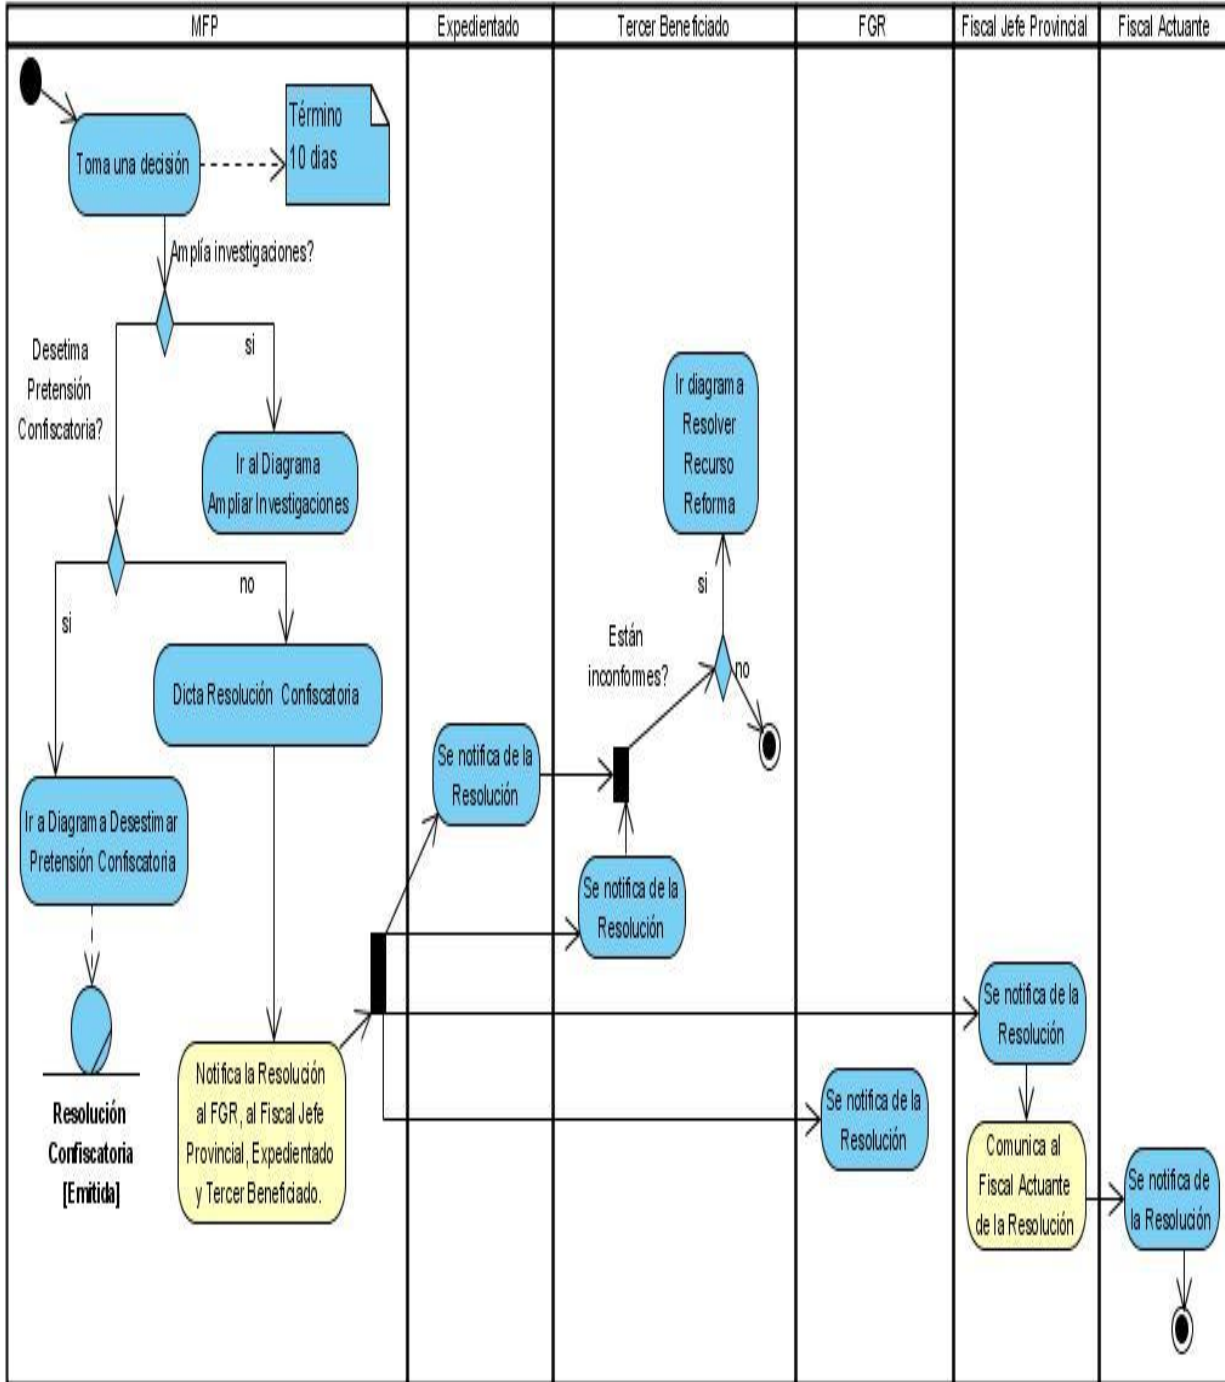 MFP
Expedientado
Tercer Beneficiado
FGR
Fiscal Jefe Provincial
Fiscal Actuante
Término
10 dias
Toma una decisión
Amplía investigaciones?
si
Desetima
Pretensión
Confiscatoria?
Ir al Diagrama
Ampliar Investigaciones
no
si
Dicta Resolución Confiscatoria
Ir a Diagrama Desestimar
Pretensión Confiscatoria
Resolución
Confiscatoria
[Emitida]
Notifica la Resolución
al FGR, al Fiscal Jefe
Provincial, Expedientado
y Tercer Beneficiado.
Se notifica de la
Resolución
Se notifica de la
Resolución
Están
inconformes?
si
no
Ir diagrama
Resolver
Recurso
Reforma
Se notifica de la
Resolución
Se notifica de la
Resolución
Comunica al
Fiscal Actuante
de la Resolución
Se notifica de
la Resolución